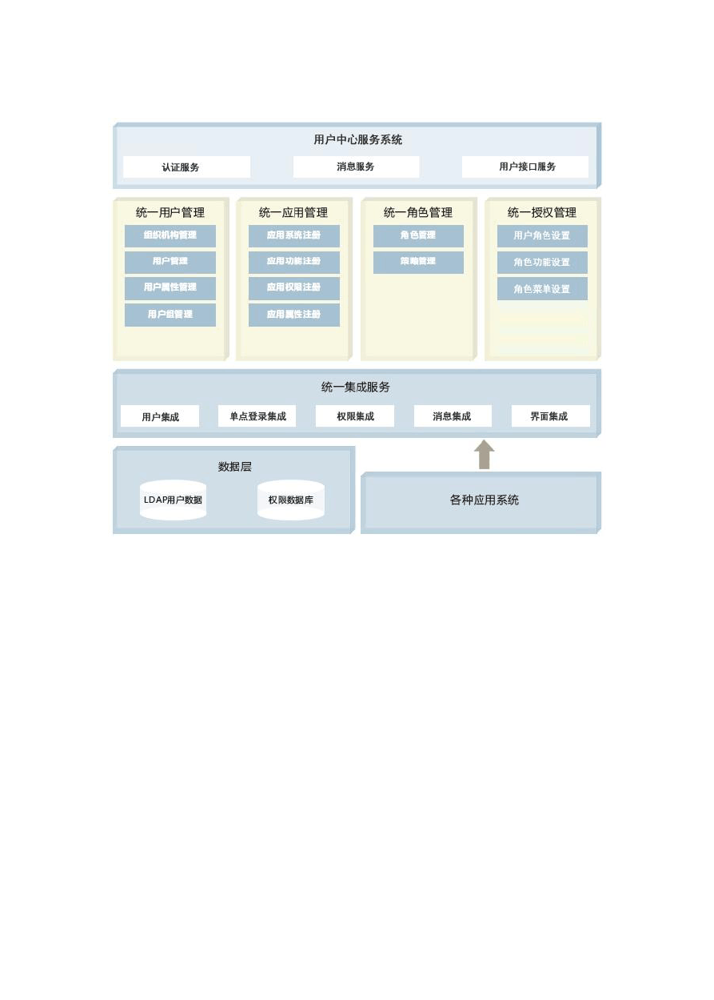 用户中心服务系统
认证服务 消息服务 用户接口服务
统一用户管理 统一应用管理 统一角色管理 统一授权管理
组织机构管理 应用系统注册 角色管理 用户角色设置
用户管理 应用功能注册 策略管理 角色功能设置
用户属性管理 应用权限注册 角色菜单设置
用户组管理 应用属性注册
统一集成服务
用户集成 单点登录集成 权限集成 消息集成 界面集成
数据层
LDAP用户数据 权限数据库 各种应用系统